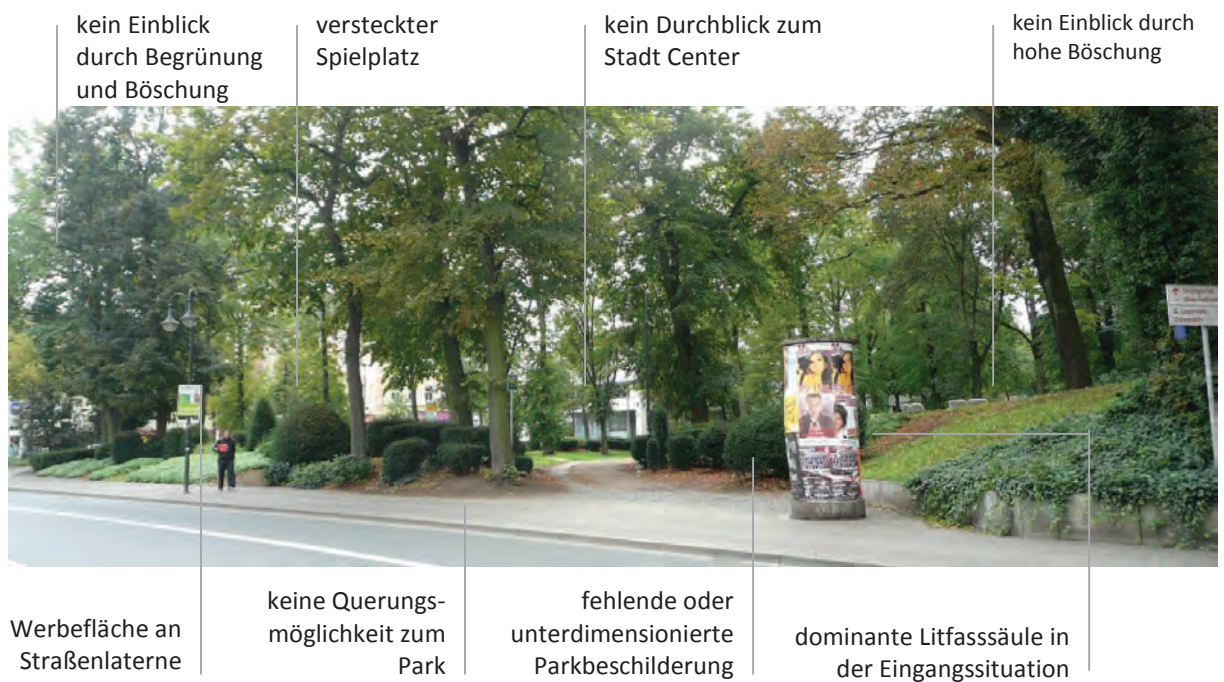 kein Einblick
durch Begrünung
und Böschung
versteckter
Spielplatz
kein Durchblick zum
Stadt Center
kein Einblick durch
hohe Böschung
Werbefläche an
Straßenlaterne
keine Querungs-
möglichkeit zum
Park
fehlende oder
unterdimensionierte
Parkbeschilderung
dominante Litfasssäule in
der Eingangssituation